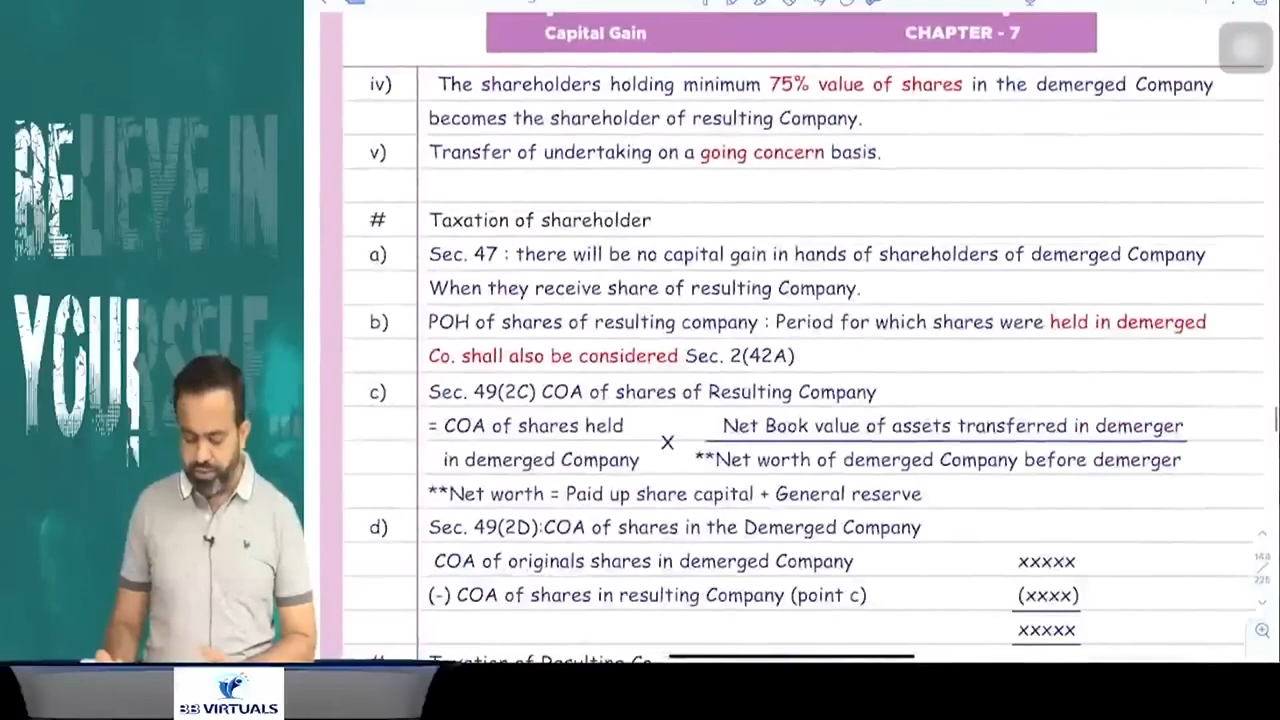 BELIEVE IN
YOURSELF
Capital Gain CHAPTER - 7
iv) The shareholders holding minimum 75% value of shares in the demerged Company
becomes the shareholder of resulting Company.
v) Transfer of undertaking on a going concern basis.
# Taxation of shareholder
a) Sec. 47 : there will be no capital gain in hands of shareholders of demerged Company
When they receive share of resulting Company.
b) POH of shares of resulting company : Period for which shares were held in demerged
Co. shall also be considered Sec. 2(42A)
c) Sec. 49(2C) COA of shares of Resulting Company
= COA of shares held
in demerged Company
X
Net Book value of assets transferred in demerger
**Net worth of demerged Company before demerger
**Net worth = Paid up share capital + General reserve
d) Sec. 49(2D):COA of shares in the Demerged Company
COA of originals shares in demerged Company xxxxx
(-) COA of shares in resulting Company (point c) (xxxx)
xxxxx
# Taxation of Resulting Co.
BB VIRTUALS